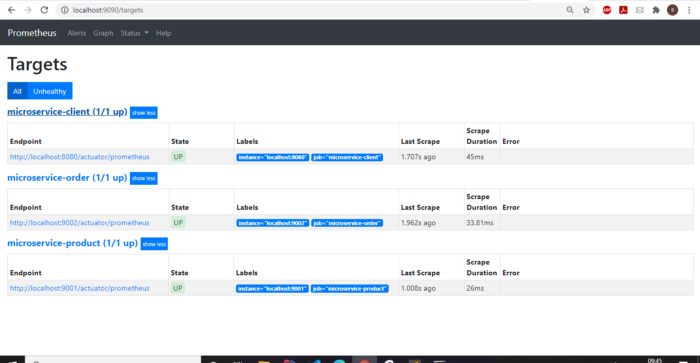 localhost:9090/targets
Prometheus Alerts Graph Status Help
Targets
All Unhealthy
microservice-client (1/1 up) show less
Endpoint State Labels Last Scrape Scrape Duration Error
http://localhost:8080/actuator/prometheus UP instance="localhost:8080" job="microservice-client" 1.707s ago 45ms
microservice-order (1/1 up) show less
Endpoint State Labels Last Scrape Scrape Duration Error
http://localhost:9002/actuator/prometheus UP instance="localhost:9002" job="microservice-order" 1.962s ago 33.81ms
microservice-product (1/1 up) show less
Endpoint State Labels Last Scrape Scrape Duration Error
http://localhost:9001/actuator/prometheus UP instance="localhost:9001" job="microservice-product" 1.008s ago 26ms
09:45